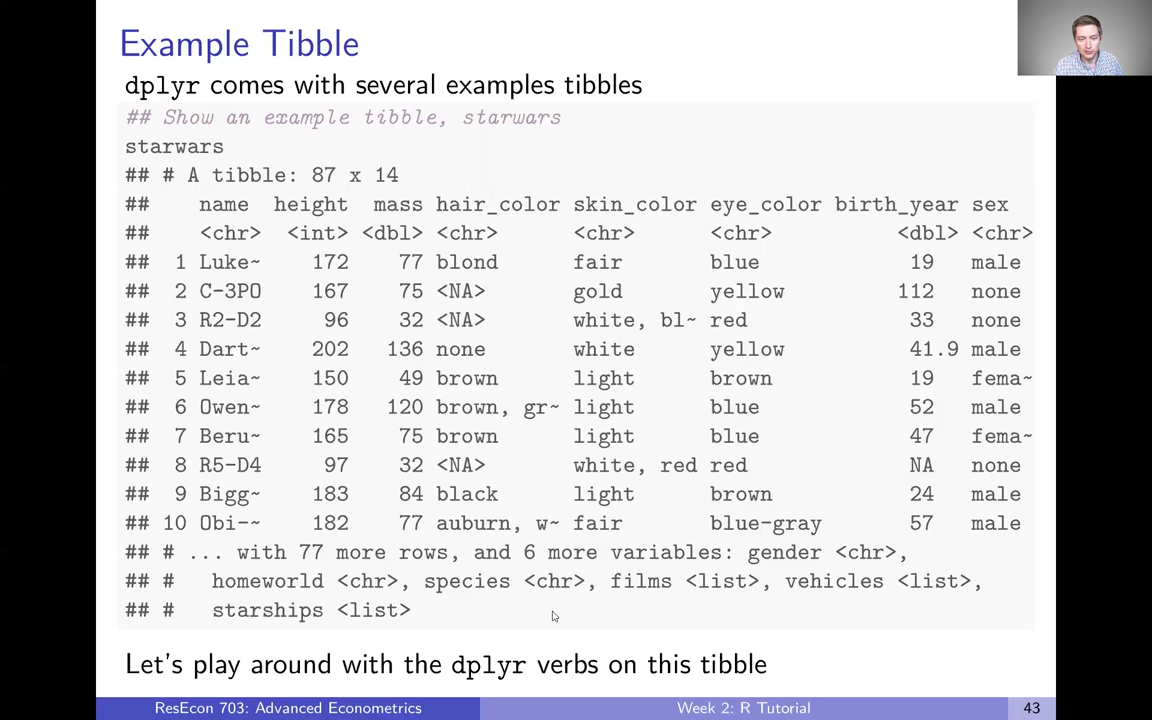 Example Tibble
dplyr comes with several examples tibbles
## Show an example tibble, starwars
starwars
## # A tibble: 87 x 14
##    name  height  mass hair_color skin_color eye_color birth_year sex
##    <chr>  <int> <dbl> <chr>      <chr>      <chr>          <dbl> <chr>
##  1 Luke~    172    77 blond      fair       blue            19   male
##  2 C-3PO    167    75 <NA>       gold       yellow         112   none
##  3 R2-D2     96    32 <NA>       white, bl~ red             33   none
##  4 Dart~    202   136 none       white      yellow          41.9 male
##  5 Leia~    150    49 brown      light      brown           19   fema~
##  6 Owen~    178   120 brown, gr~ light      blue            52   male
##  7 Beru~    165    75 brown      light      blue            47   fema~
##  8 R5-D4     97    32 <NA>       white, red red             NA   none
##  9 Bigg~    183    84 black      light      brown           24   male
## 10 Obi-~    182    77 auburn, w~ fair       blue-gray       57   male
## # ... with 77 more rows, and 6 more variables: gender <chr>,
## #   homeworld <chr>, species <chr>, films <list>, vehicles <list>,
## #   starships <list>
Let's play around with the dplyr verbs on this tibble
ResEcon 703: Advanced Econometrics Week 2: R Tutorial 43